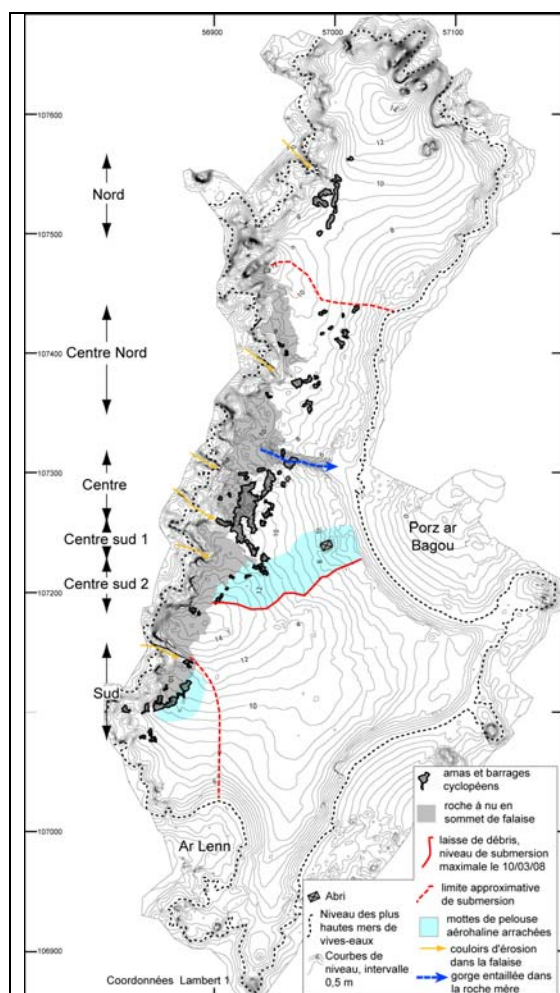 56900
57000
57100
107600
107500
107400
107300
107200
107000
106900
Nord
Centre Nord
Centre
Centre sud 1
Centre sud 2
Sud
Porz ar
Bagou
Ar Lenn
amas et barrages
cyclopéens
roche à nu en
sommet de falaise
laisse de débris,
niveau de submersion
maximale le 10/03/08
limite approximative
de submersion
mottes de pelouse
aérohaline arrachées
couloirs d'érosion
dans la falaise
gorge entaillée dans
la roche mère
Abri
Niveau des plus
hautes mers de
vives-eaux
Courbes de
niveau, intervalle
0,5 m
Coordonnées Lambert 1